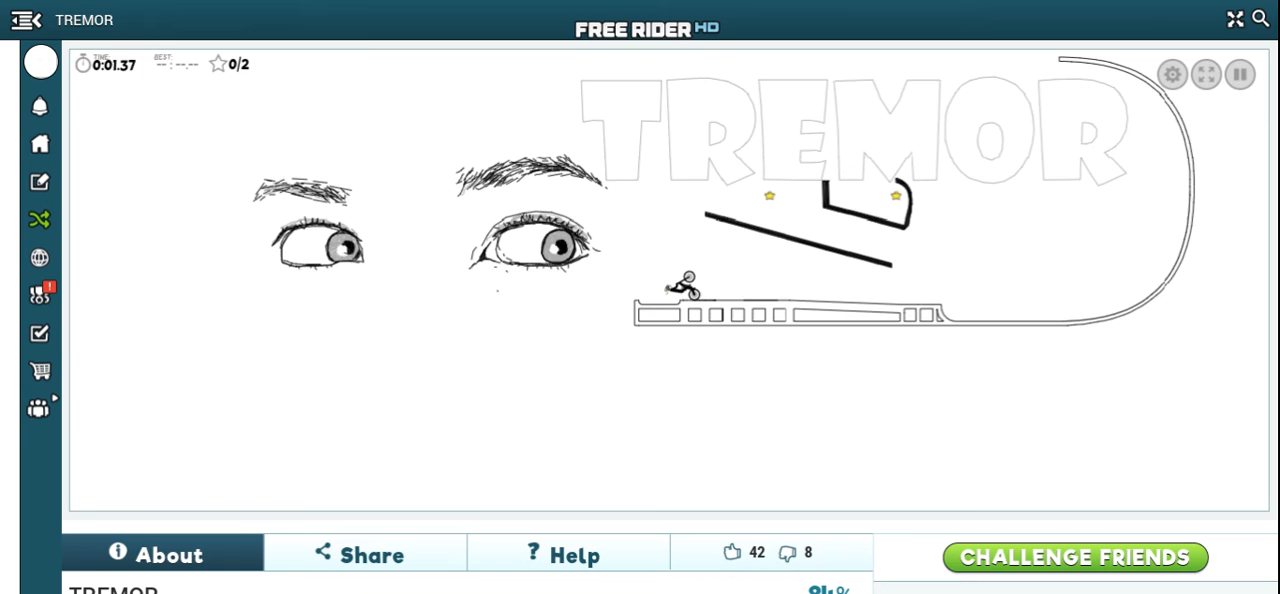 TREMOR
FREE RIDER HD
TIME:
0:01.37
BEST:
-- : --.--
0/2
TREMOR
!
About
Share
? Help
42
8
CHALLENGE FRIENDS
TREMOR
84%